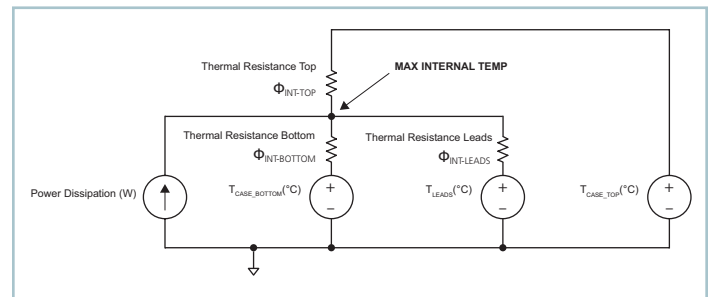 Thermal Resistance Top
MAX INTERNAL TEMP
ΦINT-TOP
Thermal Resistance Bottom
Thermal Resistance Leads
ΦINT-BOTTOM
ΦINT-LEADS
Power Dissipation (W)
TCASE_BOTTOM(°C)
+
–
TLEADS(°C)
+
–
TCASE_TOP(°C)
+
–